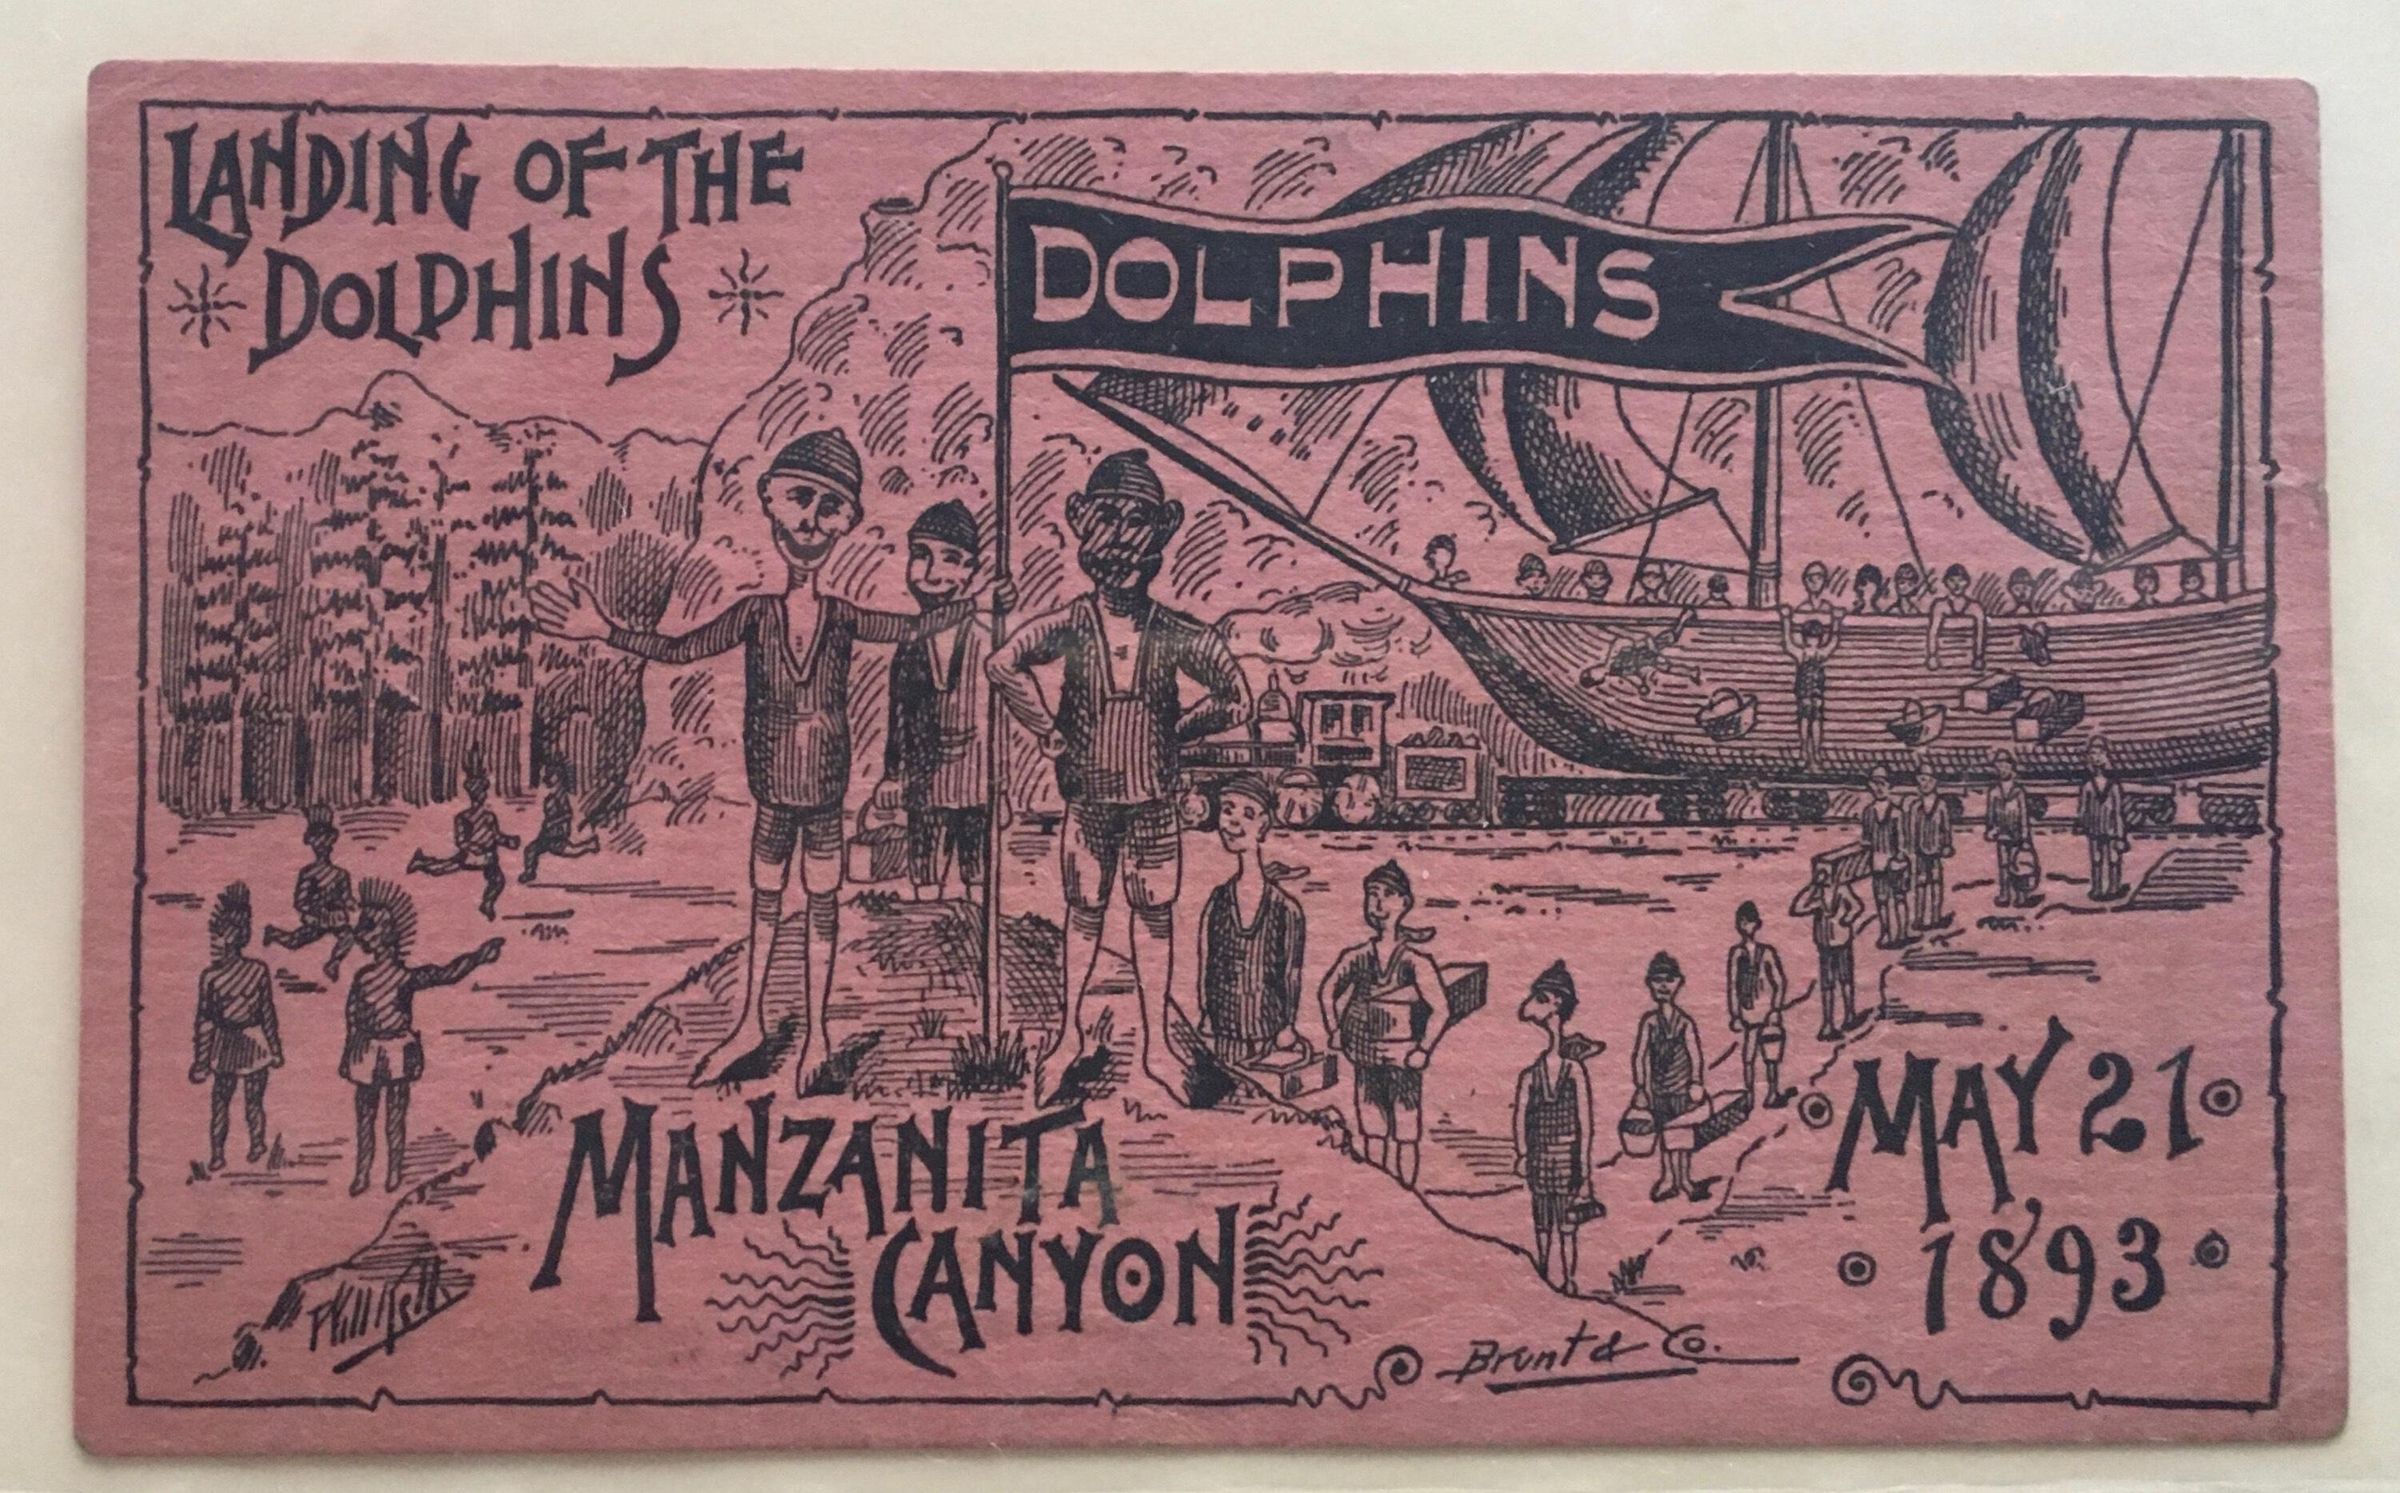 LANDING OF THE
DOLPHINS
DOLPHINS
MANZANITA
CANYON
MAY 21
1893
Brunt & Co.